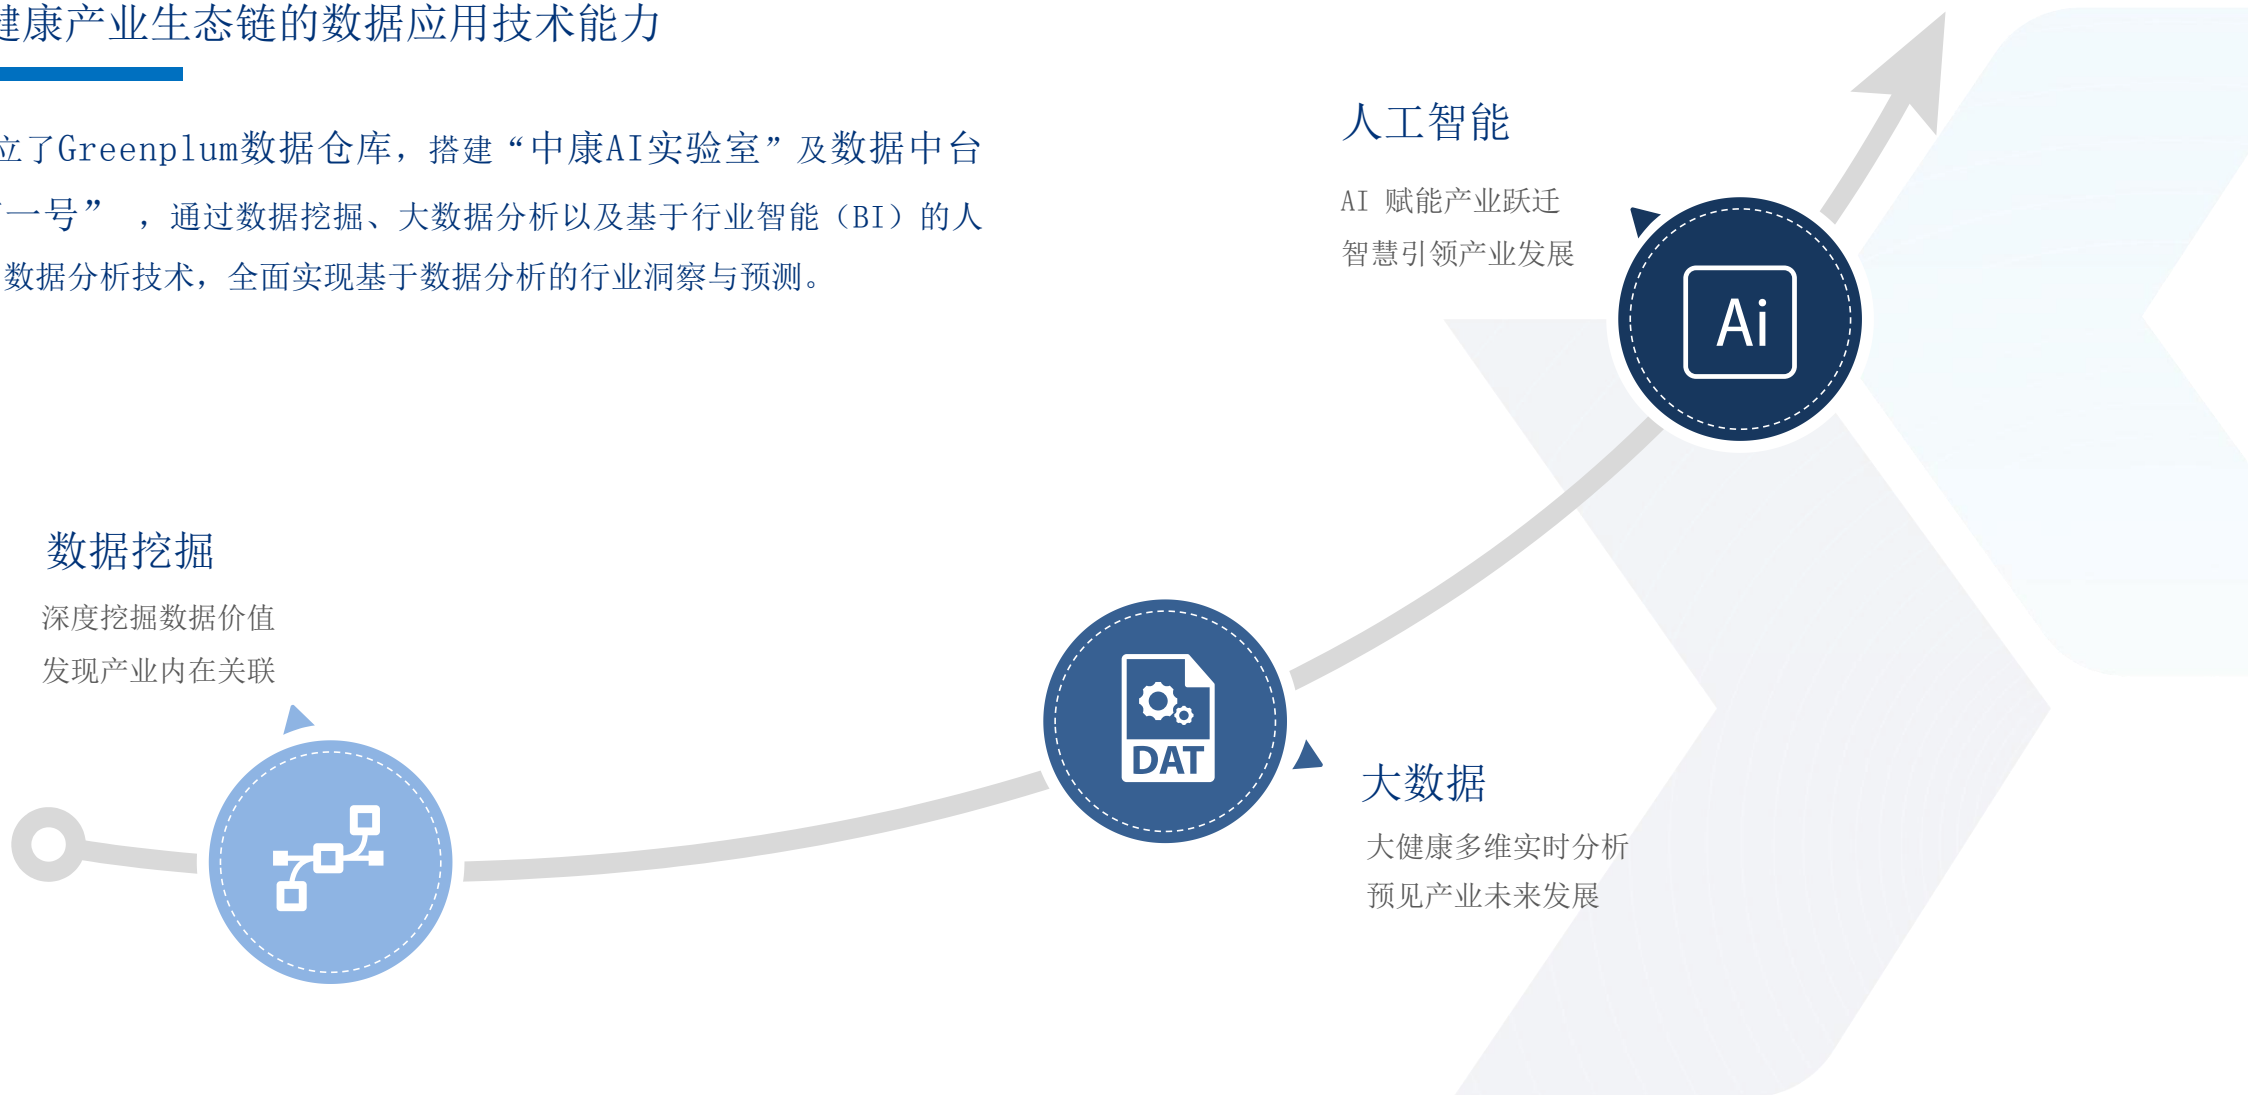 健康产业生态链的数据应用技术能力
立了Greenplum数据仓库，搭建“中康AI实验室”及数据中台
一号”，通过数据挖掘、大数据分析以及基于行业智能（BI）的人
数据分析技术，全面实现基于数据分析的行业洞察与预测。
人工智能
AI 赋能产业跃迁
智慧引领产业发展
Ai
数据挖掘
深度挖掘数据价值
发现产业内在关联
DAT
大数据
大健康多维实时分析
预见产业未来发展